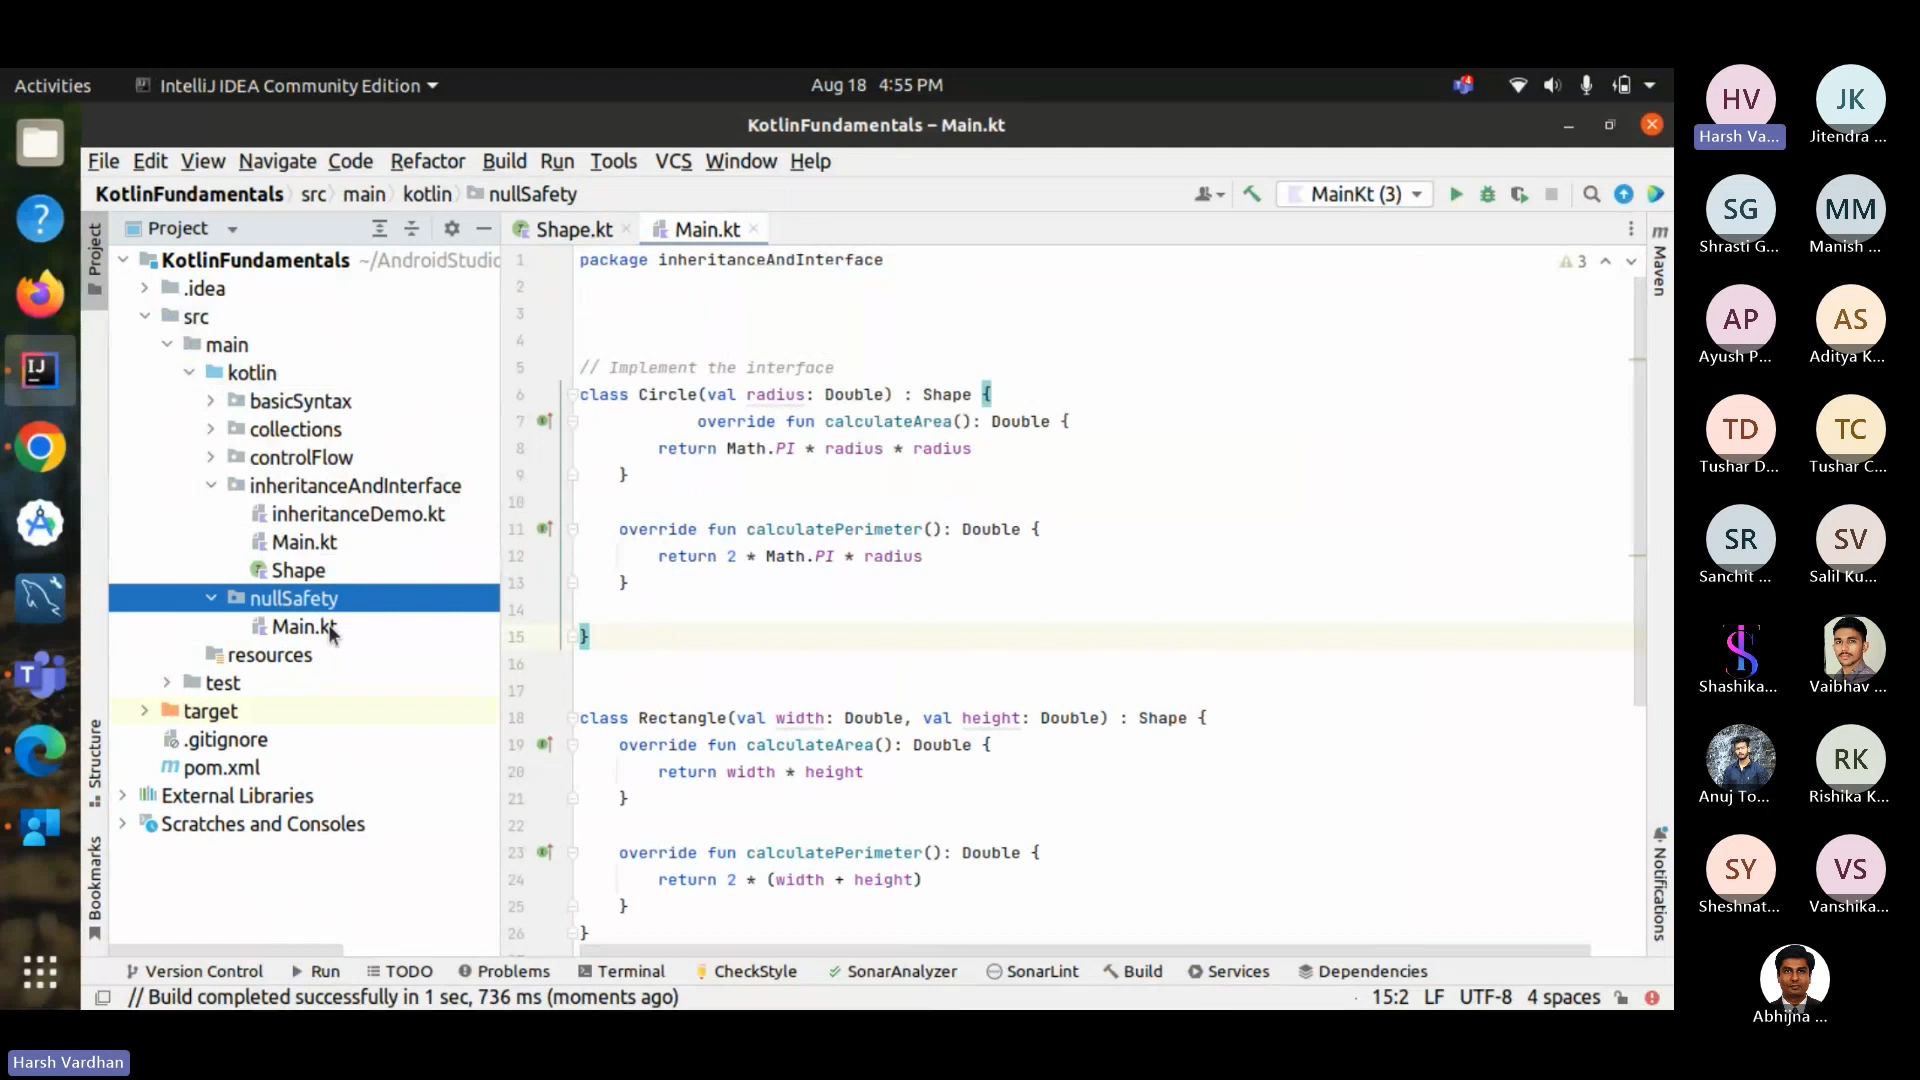 Activities
IntelliJ IDEA Community Edition
Aug 18 4:55 PM
4
KotlinFundamentals – Main.kt
File Edit View Navigate Code Refactor Build Run Tools VCS Window Help
KotlinFundamentals src main kotlin nullSafety
MainKt (3)
Project
Project
Structure
Bookmarks
KotlinFundamentals ~/AndroidStudio
.idea
src
main
kotlin
basicSyntax
collections
controlFlow
inheritanceAndInterface
inheritanceDemo.kt
Main.kt
Shape
nullSafety
Main.kt
resources
test
target
.gitignore
pom.xml
External Libraries
Scratches and Consoles
Shape.kt
Main.kt
3
1 package inheritanceAndInterface
2
3
4
5 // Implement the interface
6 class Circle(val radius: Double) : Shape {
7 override fun calculateArea(): Double {
8 return Math.PI * radius * radius
9 }
10
11 override fun calculatePerimeter(): Double {
12 return 2 * Math.PI * radius
13 }
14
15 }
16
17
18 class Rectangle(val width: Double, val height: Double) : Shape {
19 override fun calculateArea(): Double {
20 return width * height
21 }
22
23 override fun calculatePerimeter(): Double {
24 return 2 * (width + height)
25 }
26 }
m Maven
Notifications
Version Control Run TODO Problems Terminal CheckStyle SonarAnalyzer SonarLint Build Services Dependencies
// Build completed successfully in 1 sec, 736 ms (moments ago)
15:2 LF UTF-8 4 spaces
HV
Harsh Va...
JK
Jitendra ...
SG
Shrasti G...
MM
Manish ...
AP
Ayush P...
AS
Aditya K...
TD
Tushar D...
TC
Tushar C...
SR
Sanchit ...
SV
Salil Ku...
Shashika...
Vaibhav ...
Anuj To...
RK
Rishika K...
SY
Sheshnat...
VS
Vanshika...
Abhijna ...
Harsh Vardhan